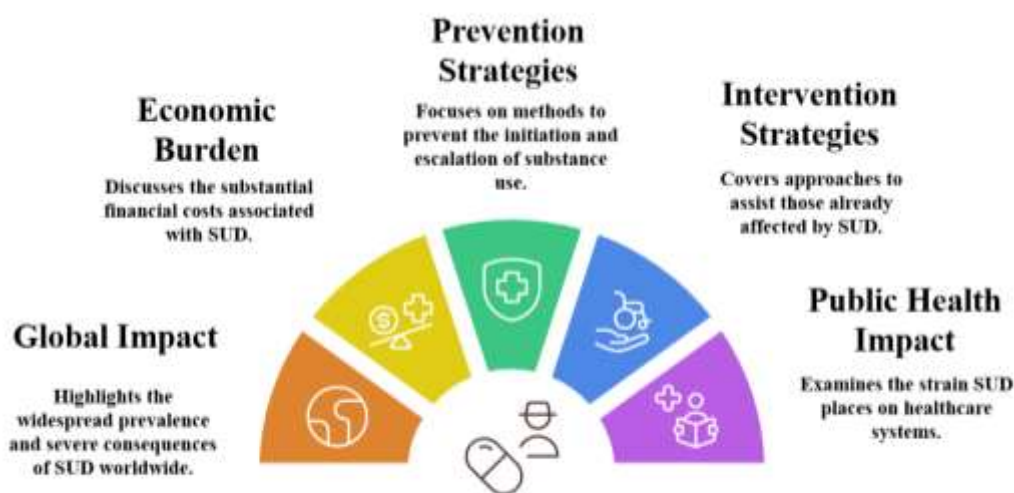 Prevention
Strategies
Focuses on methods to
prevent the initiation and
escalation of substance
use.
Economic
Burden
Discusses the substantial
financial costs associated
with SUD.
Intervention
Strategies
Covers approaches to
assist those already
affected by SUD.
Global Impact
Highlights the
widespread prevalence
and severe consequences
of SUD worldwide.
Public Health
Impact
Examines the strain SUD
places on healthcare
systems.
$